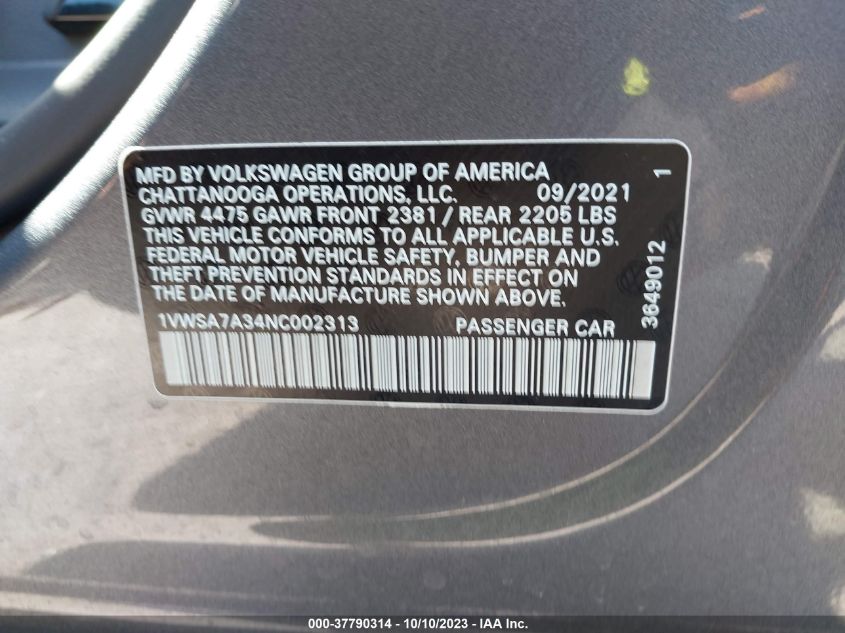 MFD BY VOLKSWAGEN GROUP OF AMERICA
CHATTANOOGA OPERATIONS, LLC. 09/2021
GVWR 4475 GAWR FRONT 2381 / REAR 2205 LBS
THIS VEHICLE CONFORMS TO ALL APPLICABLE U.S.
FEDERAL MOTOR VEHICLE SAFETY, BUMPER AND
THEFT PREVENTION STANDARDS IN EFFECT ON
THE DATE OF MANUFACTURE SHOWN ABOVE.
1VWSA7A34NC002313 PASSENGER CAR
3649012 1
000-37790314 - 10/10/2023 - IAA Inc.